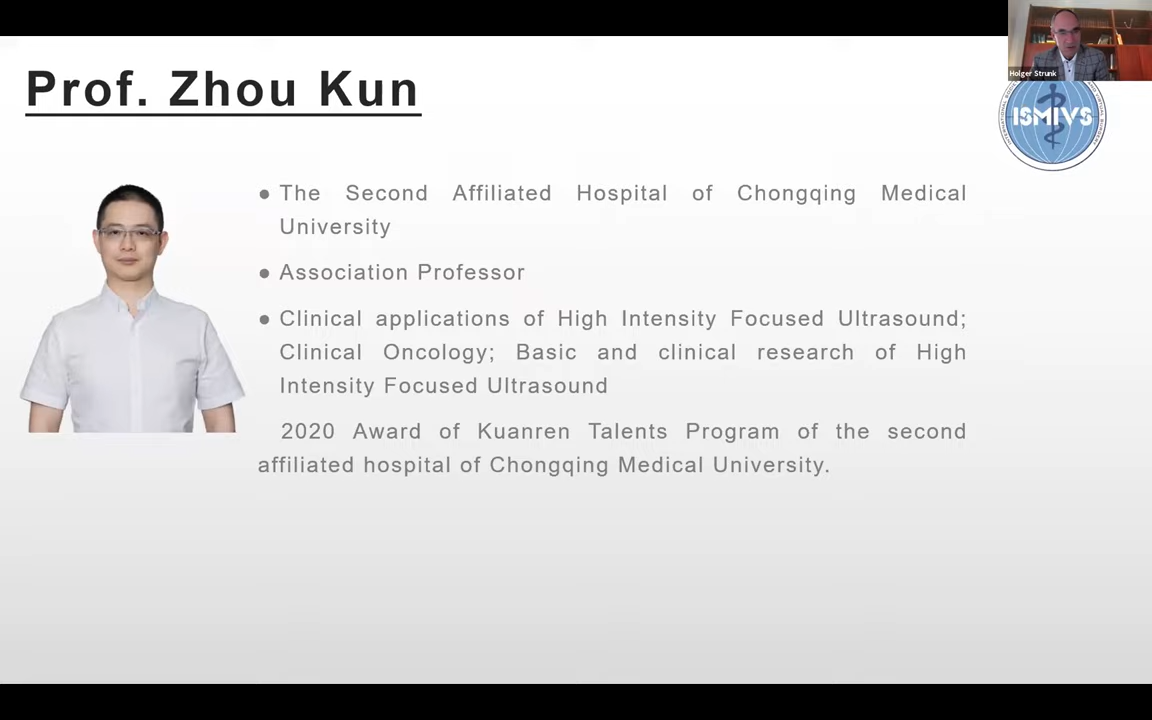 Holger Strunk
Prof. Zhou Kun
ISMIVS
● The Second Affiliated Hospital of Chongqing Medical
University
● Association Professor
● Clinical applications of High Intensity Focused Ultrasound;
Clinical Oncology; Basic and clinical research of High
Intensity Focused Ultrasound
2020 Award of Kuanren Talents Program of the second
affiliated hospital of Chongqing Medical University.